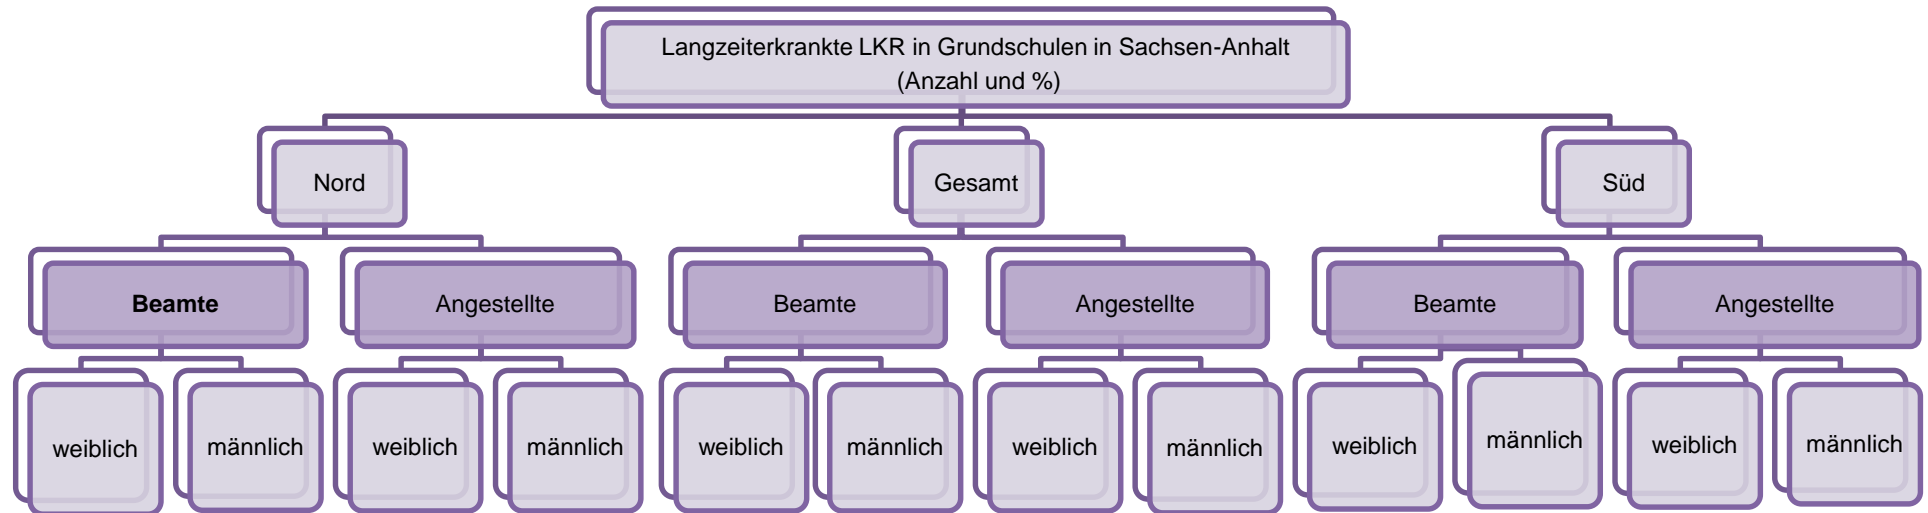 Langzeiterkrankte LKR in Grundschulen in Sachsen-Anhalt
(Anzahl und %)
Nord
Gesamt
Süd
Beamte
Angestellte
Beamte
Angestellte
Beamte
Angestellte
weiblich
männlich
weiblich
männlich
weiblich
männlich
weiblich
männlich
weiblich
männlich
weiblich
männlich